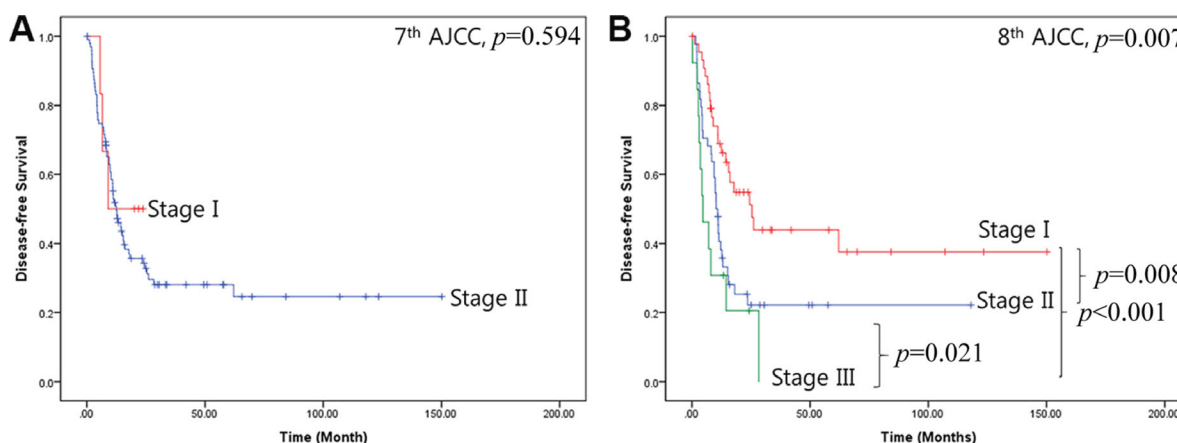 A
7th AJCC, p=0.594
Disease-free Survival
1.0
0.8
0.6
0.4
0.2
0.0
Stage I
Stage II
.00
50.00
100.00
150.00
200.00
Time (Month)
B
8th AJCC, p=0.007
Disease-free Survival
1.0
0.8
0.6
0.4
0.2
0.0
Stage I
p=0.008
Stage II
p<0.001
p=0.021
Stage III
.00
50.00
100.00
150.00
200.00
Time (Months)